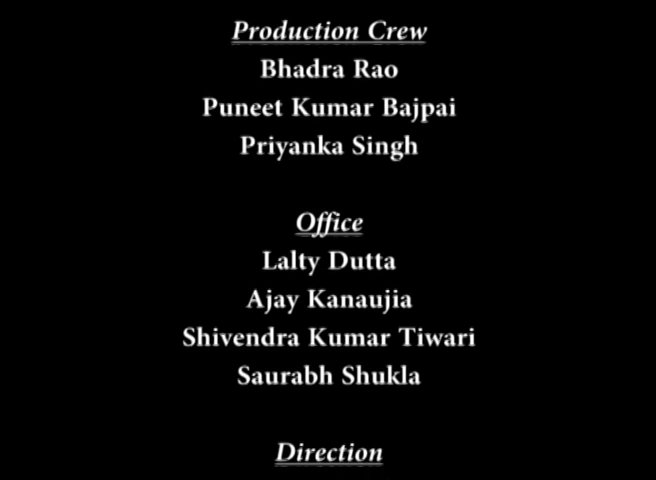 Production Crew
Bhadra Rao
Puneet Kumar Bajpai
Priyanka Singh
Office
Lalty Dutta
Ajay Kanaujia
Shivendra Kumar Tiwari
Saurabh Shukla
Direction